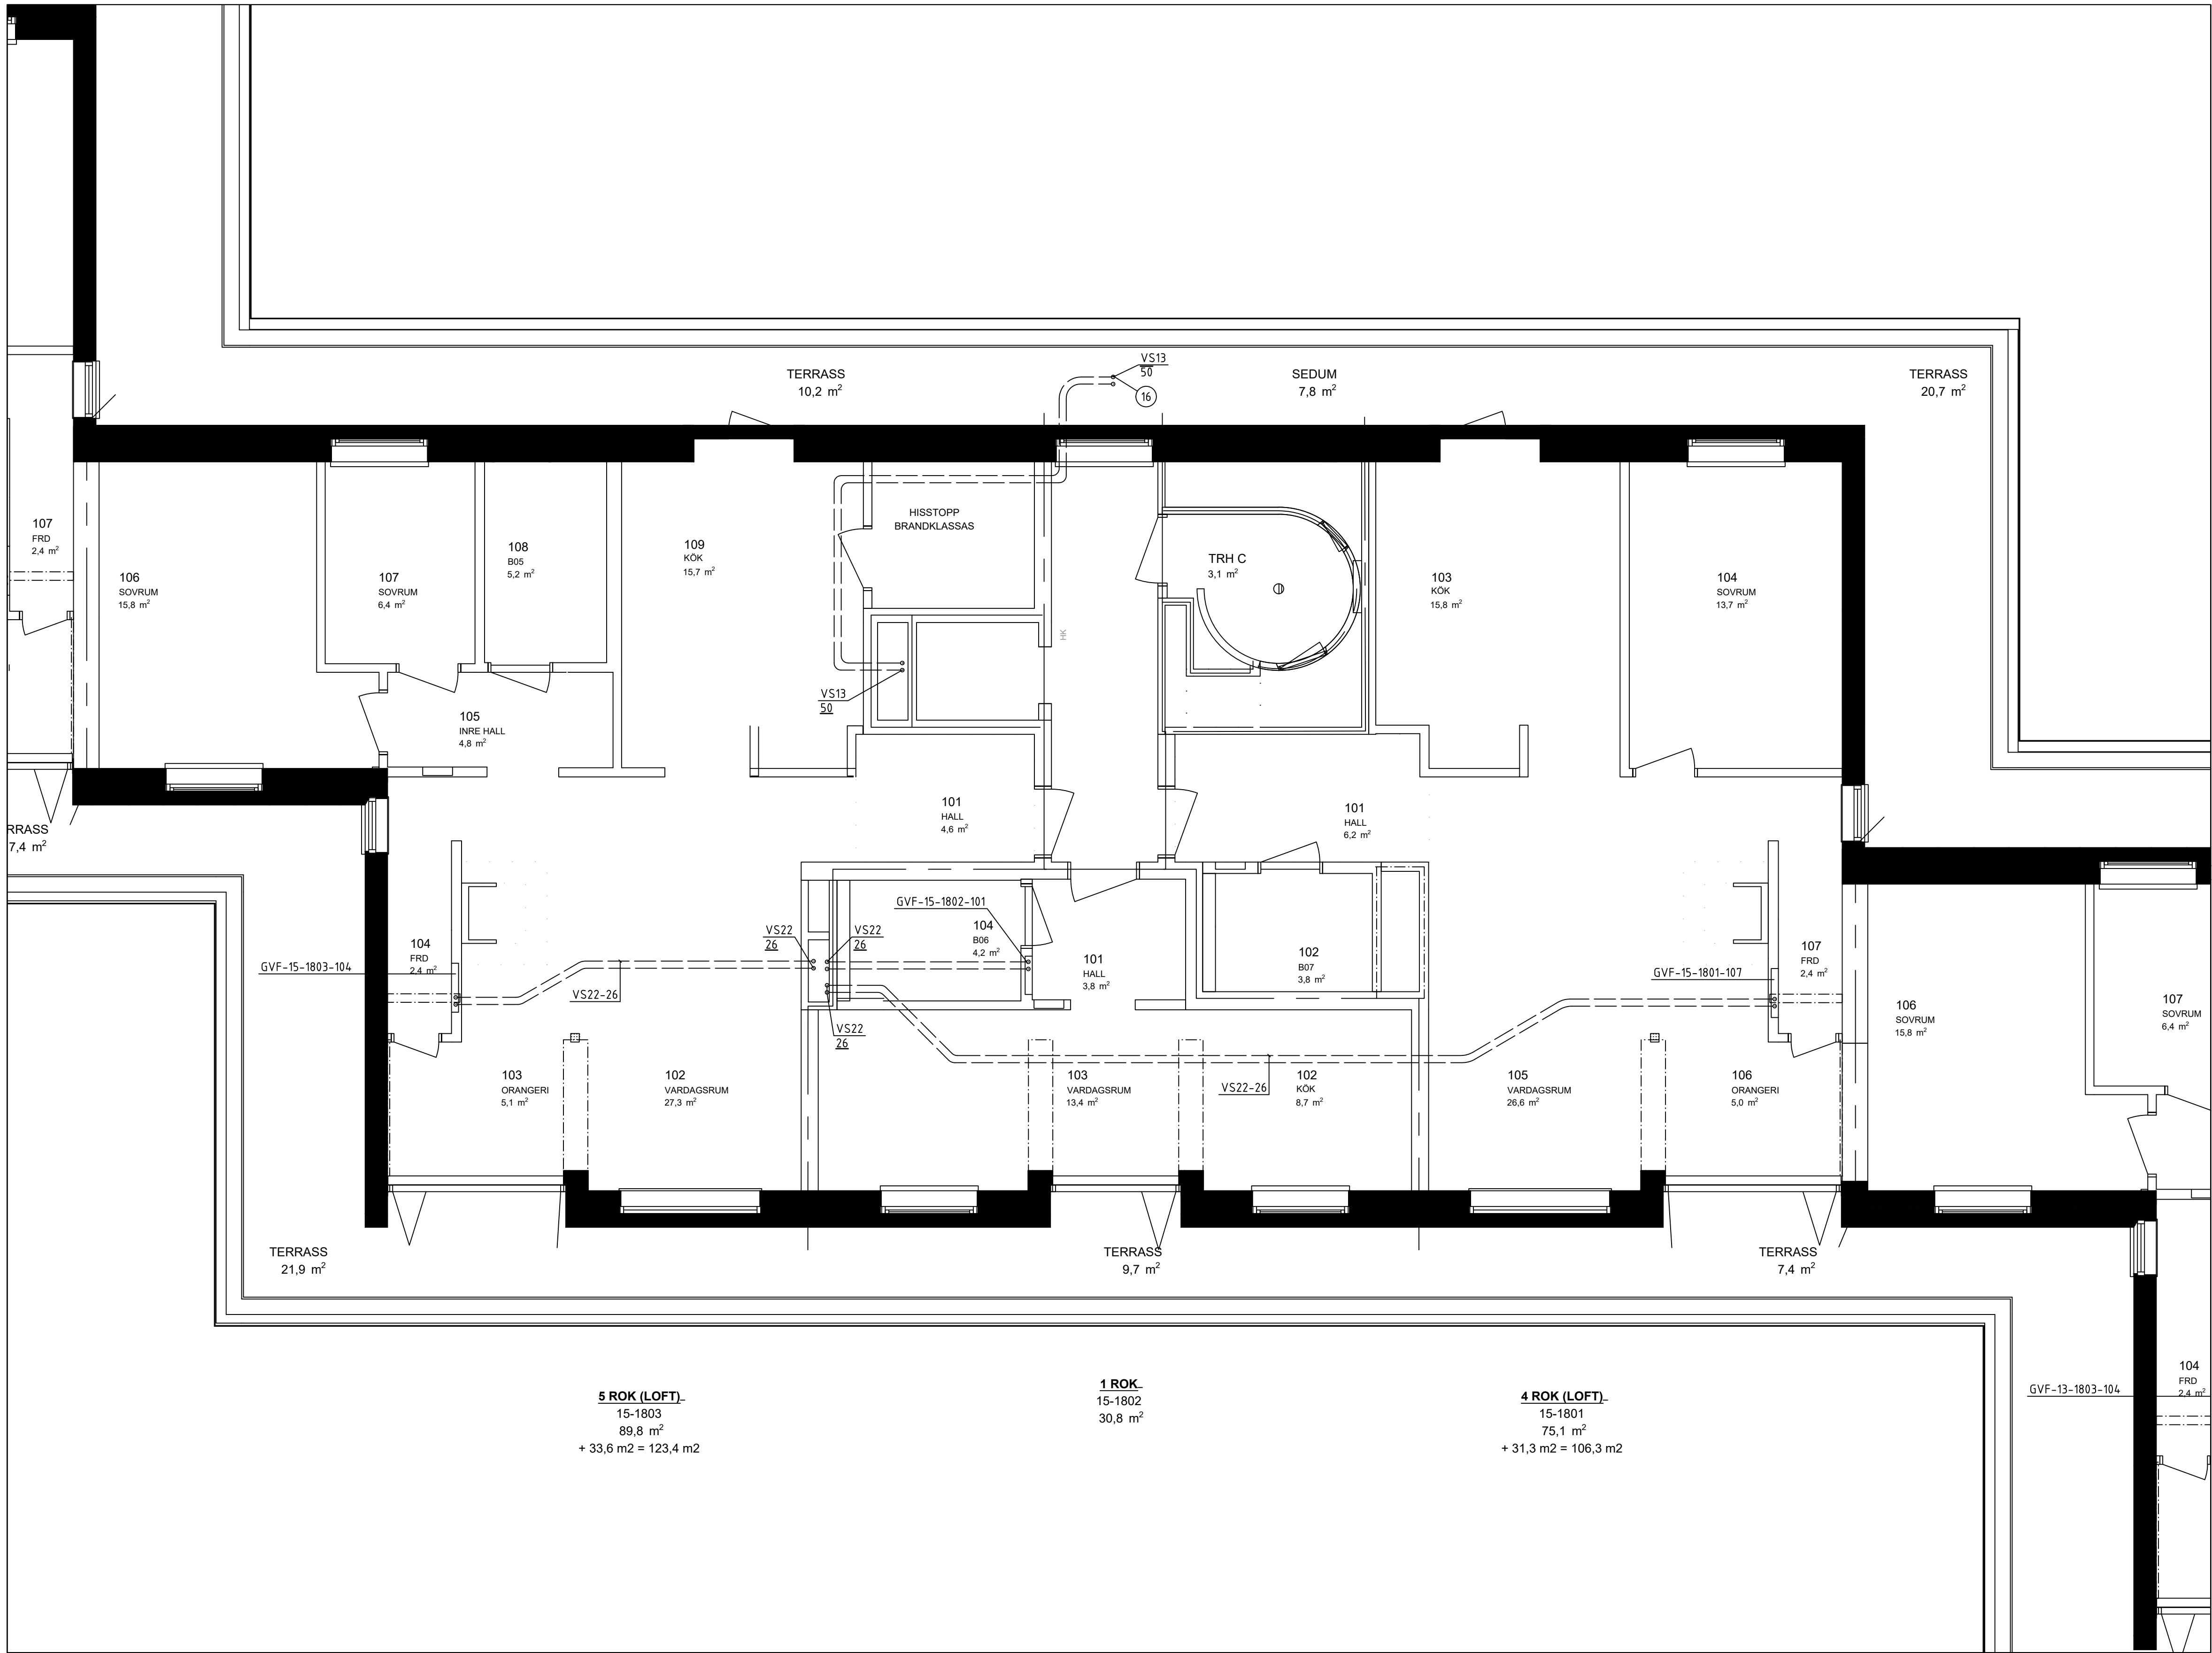 VS13
50
16
TERRASS
10,2 m²
SEDUM
7,8 m²
TERRASS
20,7 m²
107
FRD
2,4 m²
106
SOVRUM
15,8 m²
107
SOVRUM
6,4 m²
108
B05
5,2 m²
109
KÖK
15,7 m²
HISSTOPP
BRANDKLASSAS
TRH C
3,1 m²
103
KÖK
15,8 m²
104
SOVRUM
13,7 m²
HK
VS13
50
105
INRE HALL
4,8 m²
101
HALL
4,6 m²
101
HALL
6,2 m²
RRASS
7,4 m²
GVF-15-1802-101
VS22
26
VS22
26
104
B06
4,2 m²
104
FRD
2,4 m²
GVF-15-1803-104
VS22-26
101
HALL
3,8 m²
102
B07
3,8 m²
GVF-15-1801-107
107
FRD
2,4 m²
106
SOVRUM
15,8 m²
107
SOVRUM
6,4 m²
VS22
26
103
ORANGERI
5,1 m²
102
VARDAGSRUM
27,3 m²
103
VARDAGSRUM
13,4 m²
VS22-26
102
KÖK
8,7 m²
105
VARDAGSRUM
26,6 m²
106
ORANGERI
5,0 m²
TERRASS
21,9 m²
TERRASS
9,7 m²
TERRASS
7,4 m²
5 ROK (LOFT)
15-1803
89,8 m²
+ 33,6 m2 = 123,4 m2
1 ROK
15-1802
30,8 m²
4 ROK (LOFT)
15-1801
75,1 m²
+ 31,3 m2 = 106,3 m2
GVF-13-1803-104
104
FRD
2,4 m²